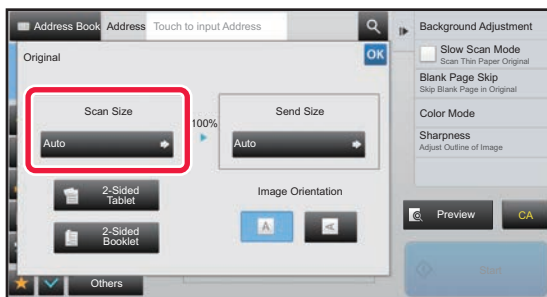 Address Book
Address
Touch to input Address
Original
OK
Scan Size
Auto
100%
Send Size
Auto
2-Sided
Tablet
2-Sided
Booklet
Image Orientation
A
A
Others
Background Adjustment
Slow Scan Mode
Scan Thin Paper Original
Blank Page Skip
Skip Blank Page in Original
Color Mode
Sharpness
Adjust Outline of Image
Preview
CA
Start